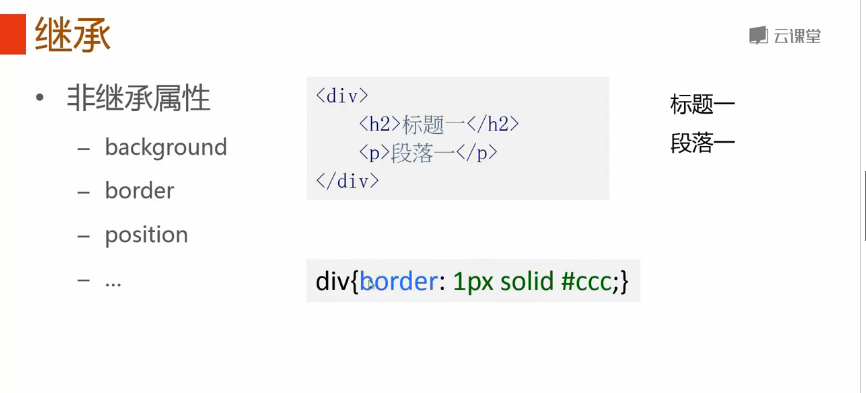 继承
云课堂
• 非继承属性
– background
– border
– position
– ...
<div>
<h2>标题一</h2>
<p>段落一</p>
</div>
标题一
段落一
div{border: 1px solid #ccc;}